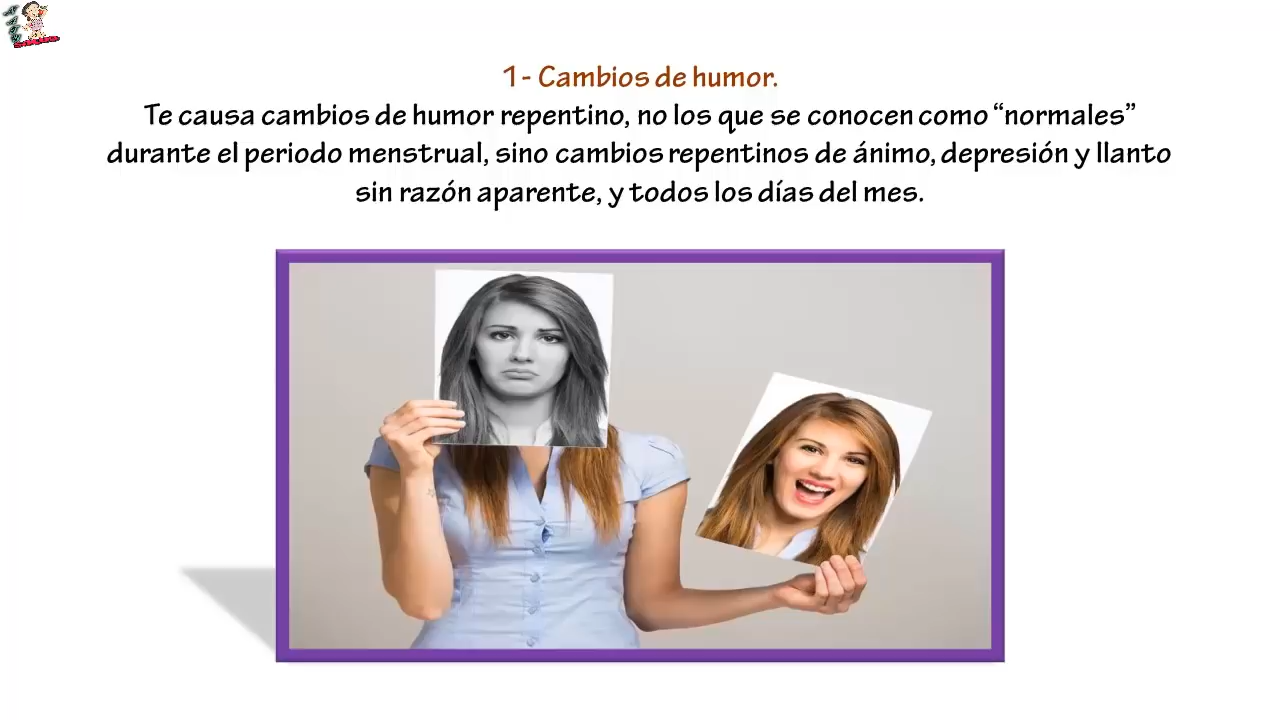 1- Cambios de humor.
Te causa cambios de humor repentino, no los que se conocen como “normales”
durante el periodo menstrual, sino cambios repentinos de ánimo, depresión y llanto
sin razón aparente, y todos los días del mes.